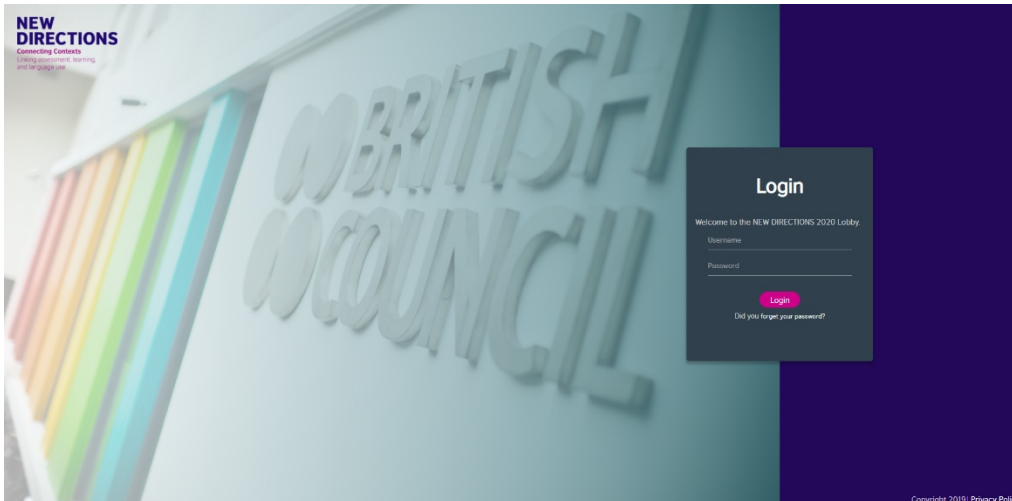 NEW
DIRECTIONS
Connecting Contexts
Linking assessment, learning,
and language use
BRITISH
COUNCIL
Login
Welcome to the NEW DIRECTIONS 2020 Lobby.
Username
Password
Login
Did you forget your password?
Copyright 2019| Privacy Poli